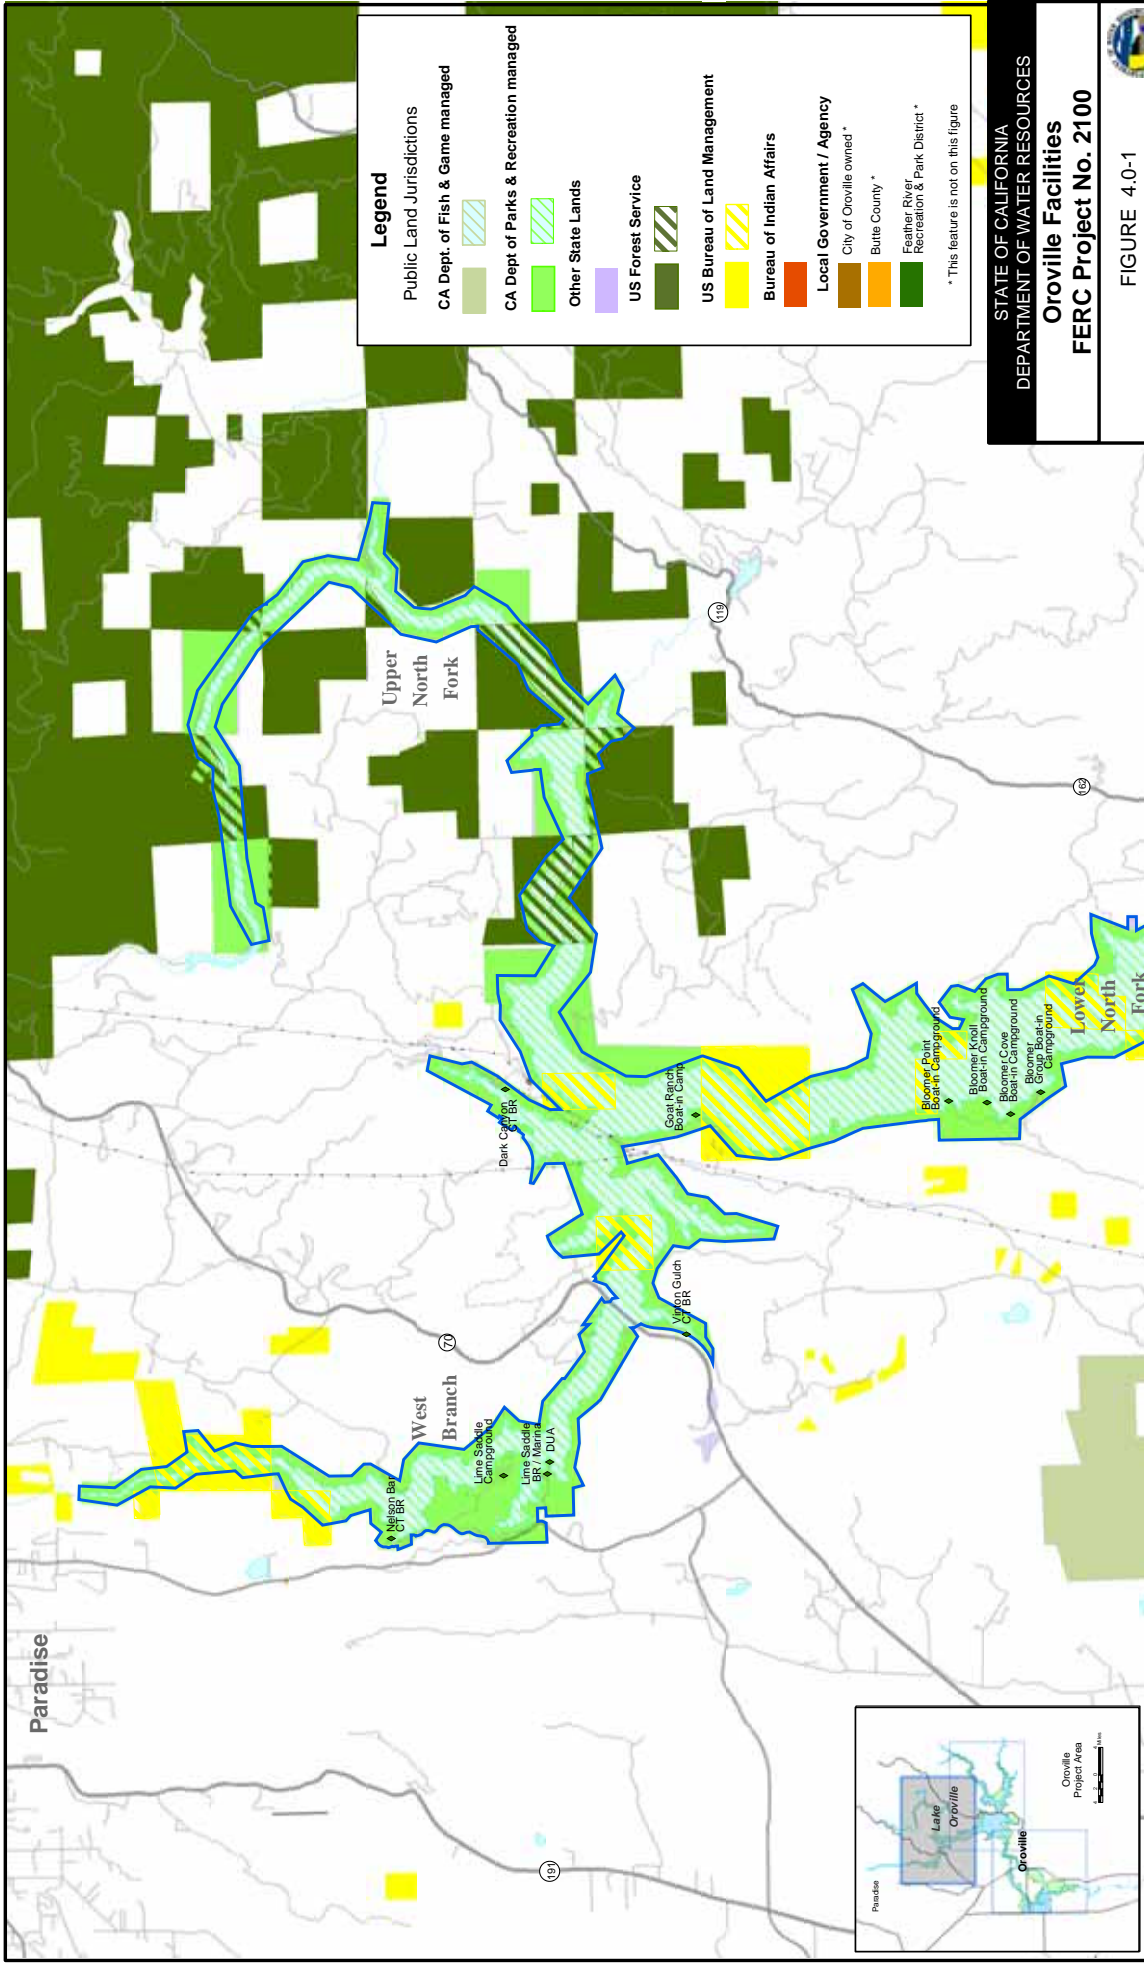 Paradise
West
Branch
Upper
North
Fork
Lower
North
Fork
Nelson Bar
CT BR
Lime Saddle
Campground
Lime Saddle
BR / Marina
DUA
Vinton Gulch
CT BR
Dark Canyon
CT BR
Goat Ranch
Boat-in Camp
Bloomer Point
Boat-in Campground
Bloomer Knoll
Boat-in Campground
Bloomer Cove
Boat-in Campground
Bloomer
Group Boat-in
Campground
191
70
119
162
Legend
Public Land Jurisdictions
CA Dept. of Fish & Game managed
CA Dept of Parks & Recreation managed
Other State Lands
US Forest Service
US Bureau of Land Management
Bureau of Indian Affairs
Local Government / Agency
City of Oroville owned *
Butte County *
Feather River
Recreation & Park District *
* This feature is not on this figure
Paradise
Lake
Oroville
Oroville
Oroville
Project Area
4 2 0 4
Miles
STATE OF CALIFORNIA
DEPARTMENT OF WATER RESOURCES
Oroville Facilities
FERC Project No. 2100
FIGURE 4.0-1